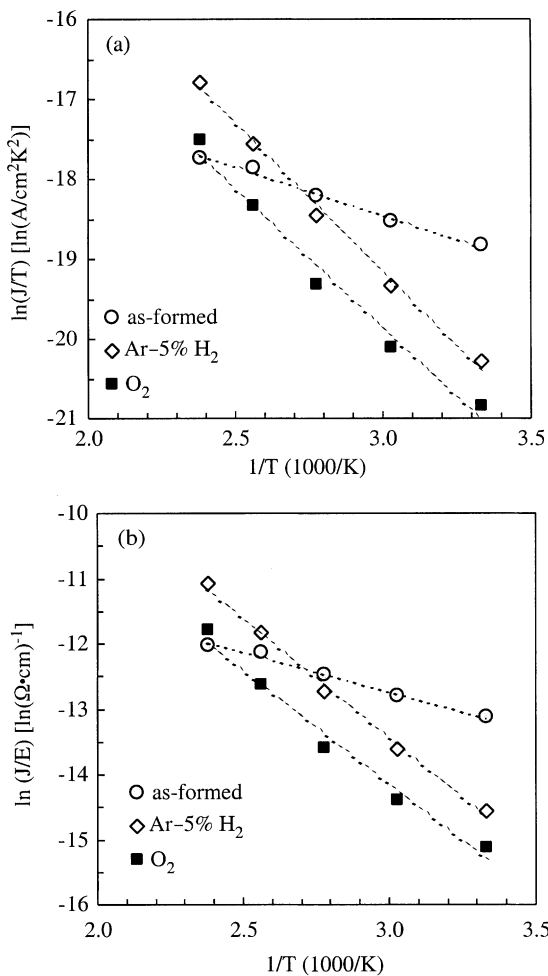 (a)
-16
-17
-18
-19
-20
-21
ln(J/T) [ln(A/cm²K²)]
as-formed
Ar–5% H₂
O₂
2.0 2.5 3.0 3.5
1/T (1000/K)
(b)
-10
-11
-12
-13
-14
-15
-16
ln (J/E) [ln(Ω•cm)⁻¹]
as-formed
Ar–5% H₂
O₂
2.0 2.5 3.0 3.5
1/T (1000/K)